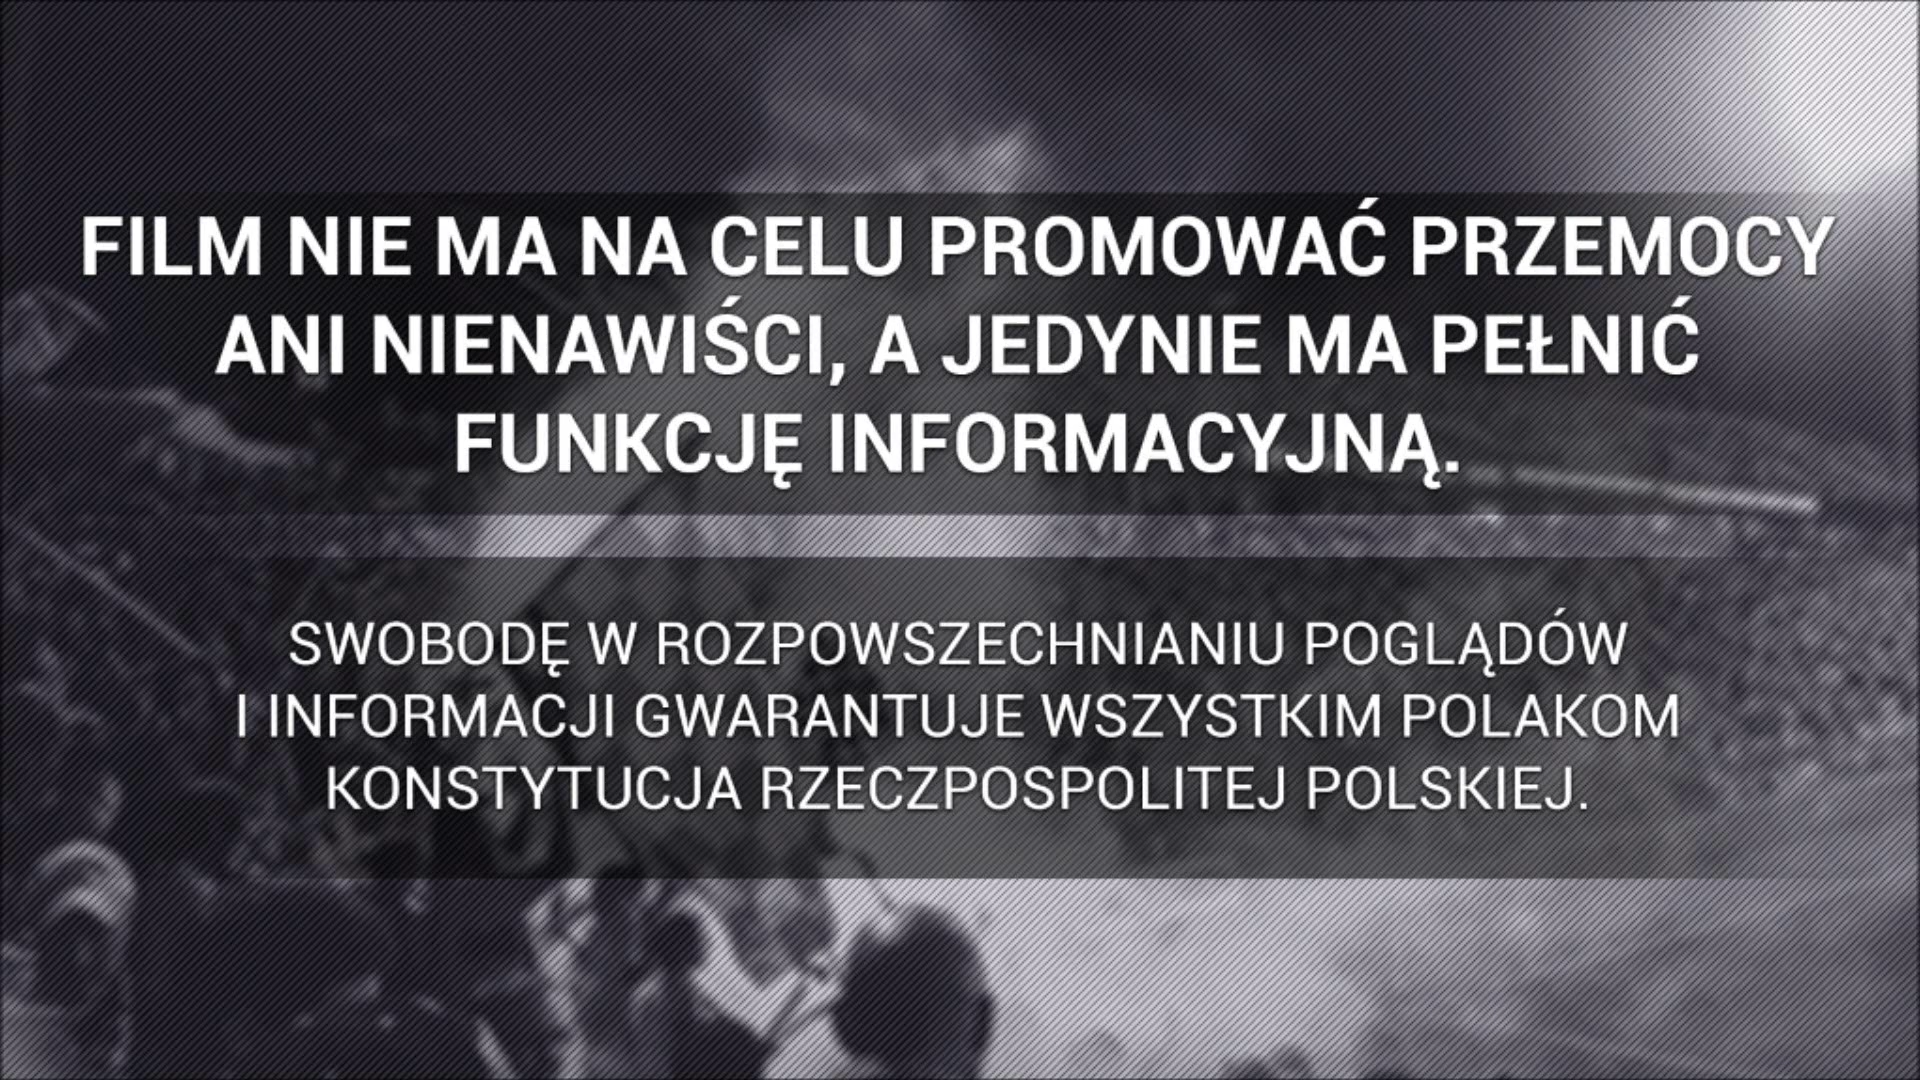 FILM NIE MA NA CELU PROMOWAĆ PRZEMOCY
ANI NIENAWIŚCI, A JEDYNIE MA PEŁNIĆ
FUNKCJĘ INFORMACYJNĄ.
SWOBODĘ W ROZPOWSZECHNIANIU POGLĄDÓW
I INFORMACJI GWARANTUJE WSZYSTKIM POLAKOM
KONSTYTUCJA RZECZPOSPOLITEJ POLSKIEJ.